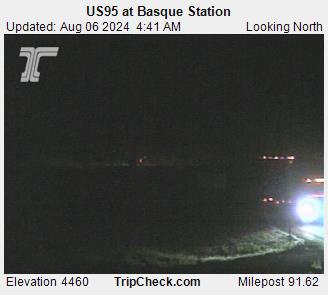 US95 at Basque Station
Updated: Aug 06 2024 4:41 AM Looking North
Elevation 4460 TripCheck.com Milepost 91.62